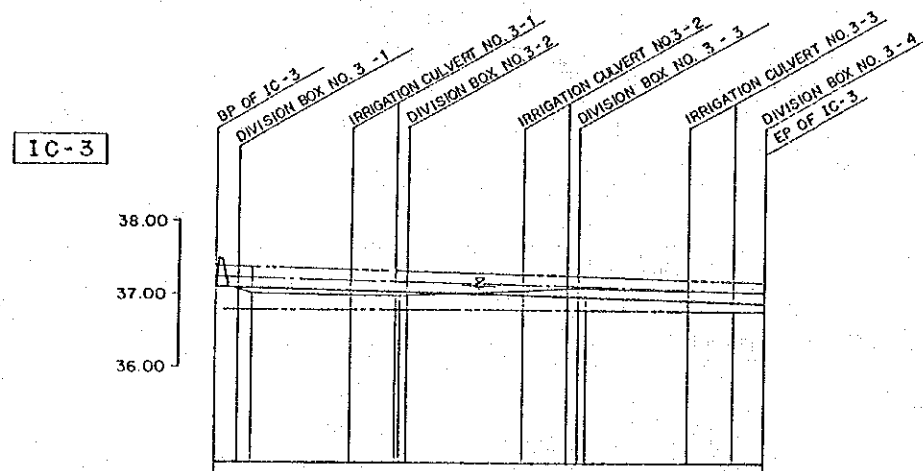 BP OF IC-3
DIVISION BOX NO. 3 -1
IRRIGATION CULVERT NO. 3-1
DIVISION BOX NO. 3-2
IRRIGATION CULVERT NO.3-2
DIVISION BOX NO. 3 - 3
IRRIGATION CULVERT NO. 3-3
DIVISION BOX NO. 3 - 4
EP OF IC-3
IC-3
38.00
37.00
36.00